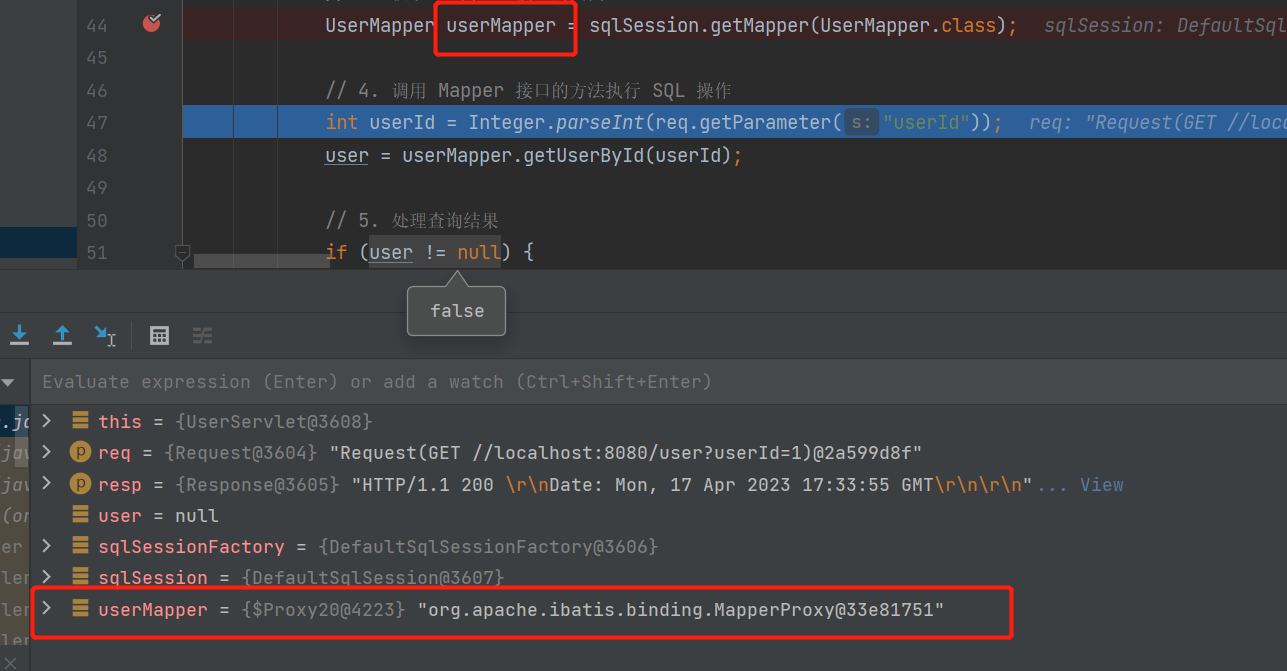 44 UserMapper userMapper = sqlSession.getMapper(UserMapper.class); sqlSession: DefaultSql
45
46 // 4. 调用 Mapper 接口的方法执行 SQL 操作
47 int userId = Integer.parseInt(req.getParameter( s: "userId")); req: "Request(GET //loca
48 user = userMapper.getUserById(userId);
49
50 // 5. 处理查询结果
51 if (user != null) {
false
Evaluate expression (Enter) or add a watch (Ctrl+Shift+Enter)
.ja this = {UserServlet@3608}
jav p req = {Request@3604} "Request(GET //localhost:8080/user?userId=1)@2a599d8f"
jav p resp = {Response@3605} "HTTP/1.1 200 \r\nDate: Mon, 17 Apr 2023 17:33:55 GMT\r\n\r\n"... View
(or user = null
er sqlSessionFactory = {DefaultSqlSessionFactory@3606}
ler sqlSession = {DefaultSqlSession@3607}
ler userMapper = {$Proxy20@4223} "org.apache.ibatis.binding.MapperProxy@33e81751"
ler